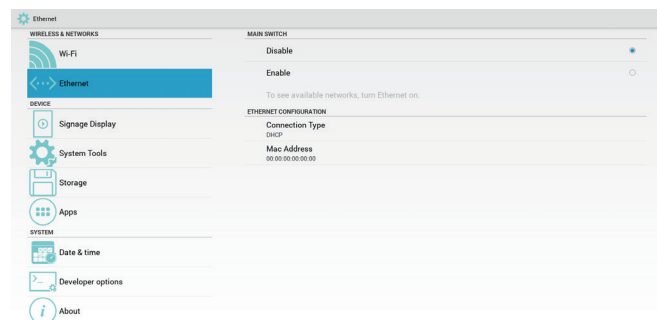 Ethernet
WIRELESS & NETWORKS
Wi-Fi
Ethernet
DEVICE
Signage Display
System Tools
Storage
Apps
SYSTEM
Date & time
Developer options
About
MAIN SWITCH
Disable
Enable
To see available networks, turn Ethernet on.
ETHERNET CONFIGURATION
Connection Type
DHCP
Mac Address
00:00:00:00:00:00